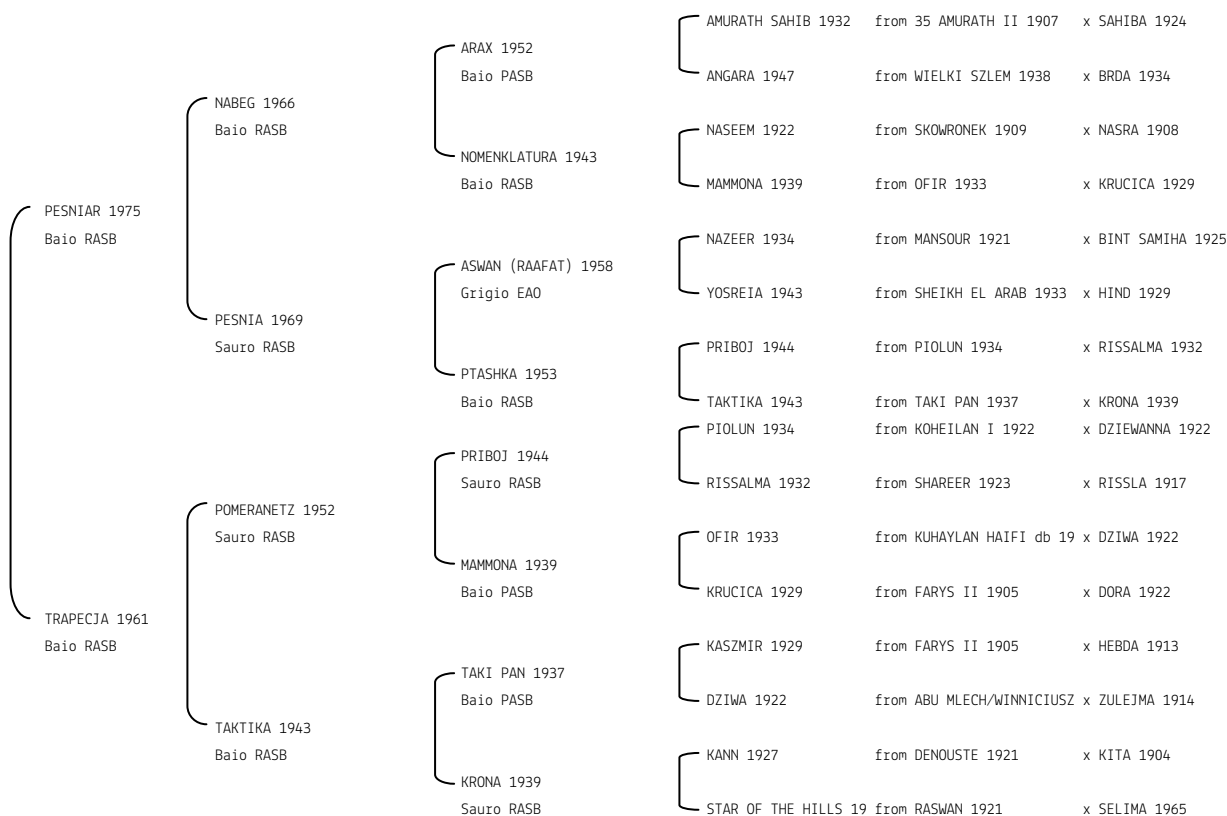 AMURATH SAHIB 1932 from 35 AMURATH II 1907 x SAHIBA 1924
ARAX 1952
Baio PASB
ANGARA 1947 from WIELKI SZLEM 1938 x BRDA 1934
NABEG 1966
Baio RASB
NASEEM 1922 from SKOWRONEK 1909 x NASRA 1908
NOMENKLATURA 1943
Baio RASB
MAMMONA 1939 from OFIR 1933 x KRUCICA 1929
PESNIAR 1975
Baio RASB
NAZEER 1934 from MANSOUR 1921 x BINT SAMIHA 1925
ASWAN (RAAFAT) 1958
Grigio EAO
YOSREIA 1943 from SHEIKH EL ARAB 1933 x HIND 1929
PESNIA 1969
Sauro RASB
PRIBOJ 1944 from PIOLUN 1934 x RISSALMA 1932
PTASHKA 1953
Baio RASB
TAKTIKA 1943 from TAKI PAN 1937 x KRONA 1939
PIOLUN 1934 from KOHEILAN I 1922 x DZIEWANNA 1922
PRIBOJ 1944
Sauro RASB
RISSALMA 1932 from SHAREER 1923 x RISSLA 1917
POMERANETZ 1952
Sauro RASB
OFIR 1933 from KUHAYLAN HAIFI db 19 x DZIWA 1922
MAMMONA 1939
Baio PASB
KRUCICA 1929 from FARYS II 1905 x DORA 1922
TRAPECJA 1961
Baio RASB
KASZMIR 1929 from FARYS II 1905 x HEBDA 1913
TAKI PAN 1937
Baio PASB
DZIWA 1922 from ABU MLECH/WINNICIUSZ x ZULEJMA 1914
TAKTIKA 1943
Baio RASB
KANN 1927 from DENOUSTE 1921 x KITA 1904
KRONA 1939
Sauro RASB
STAR OF THE HILLS 19 from RASWAN 1921 x SELIMA 1965